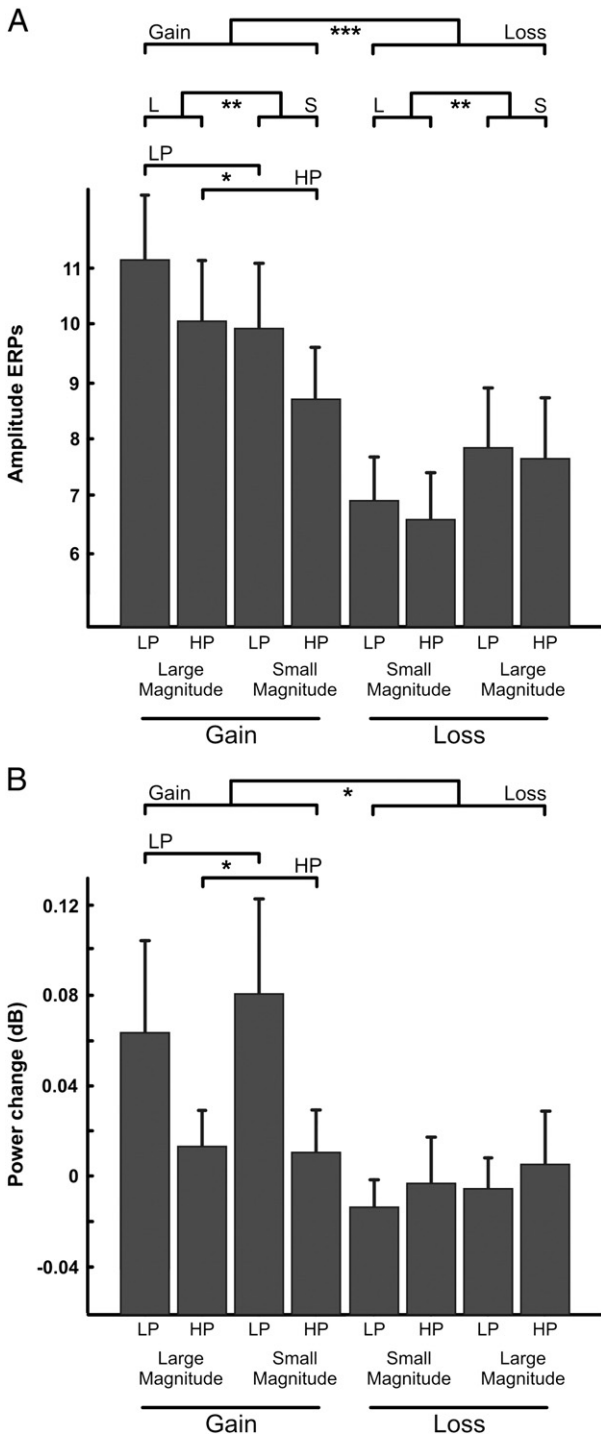 A
Gain *** Loss
L ** S L ** S
LP
* HP
11
10
9
8
7
6
Amplitude ERPs
LP HP LP HP LP HP LP HP
Large Small Small Large
Magnitude Magnitude Magnitude Magnitude
Gain Loss
B
Gain * Loss
LP
* HP
0.12
0.08
0.04
0
-0.04
Power change (dB)
LP HP LP HP LP HP LP HP
Large Small Small Large
Magnitude Magnitude Magnitude Magnitude
Gain Loss